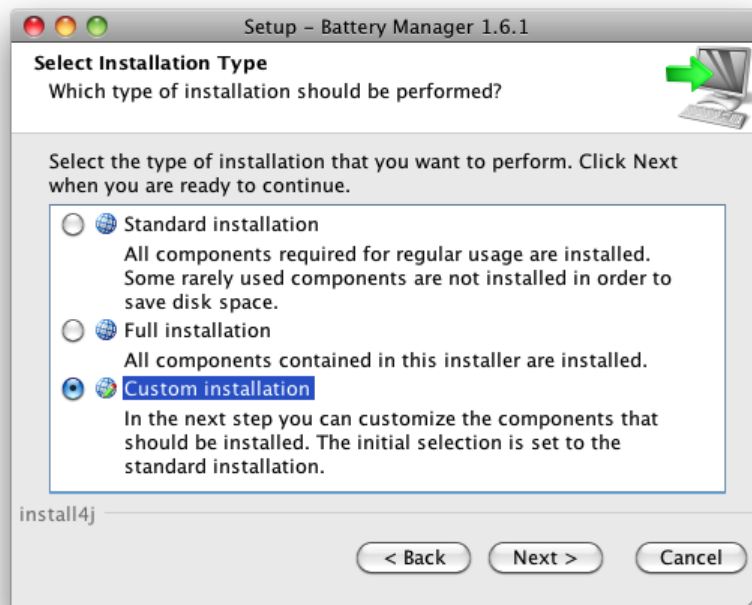 Setup – Battery Manager 1.6.1
Select Installation Type
Which type of installation should be performed?
Select the type of installation that you want to perform. Click Next
when you are ready to continue.
Standard installation
All components required for regular usage are installed.
Some rarely used components are not installed in order to
save disk space.
Full installation
All components contained in this installer are installed.
Custom installation
In the next step you can customize the components that
should be installed. The initial selection is set to the
standard installation.
install4j
< Back Next > Cancel